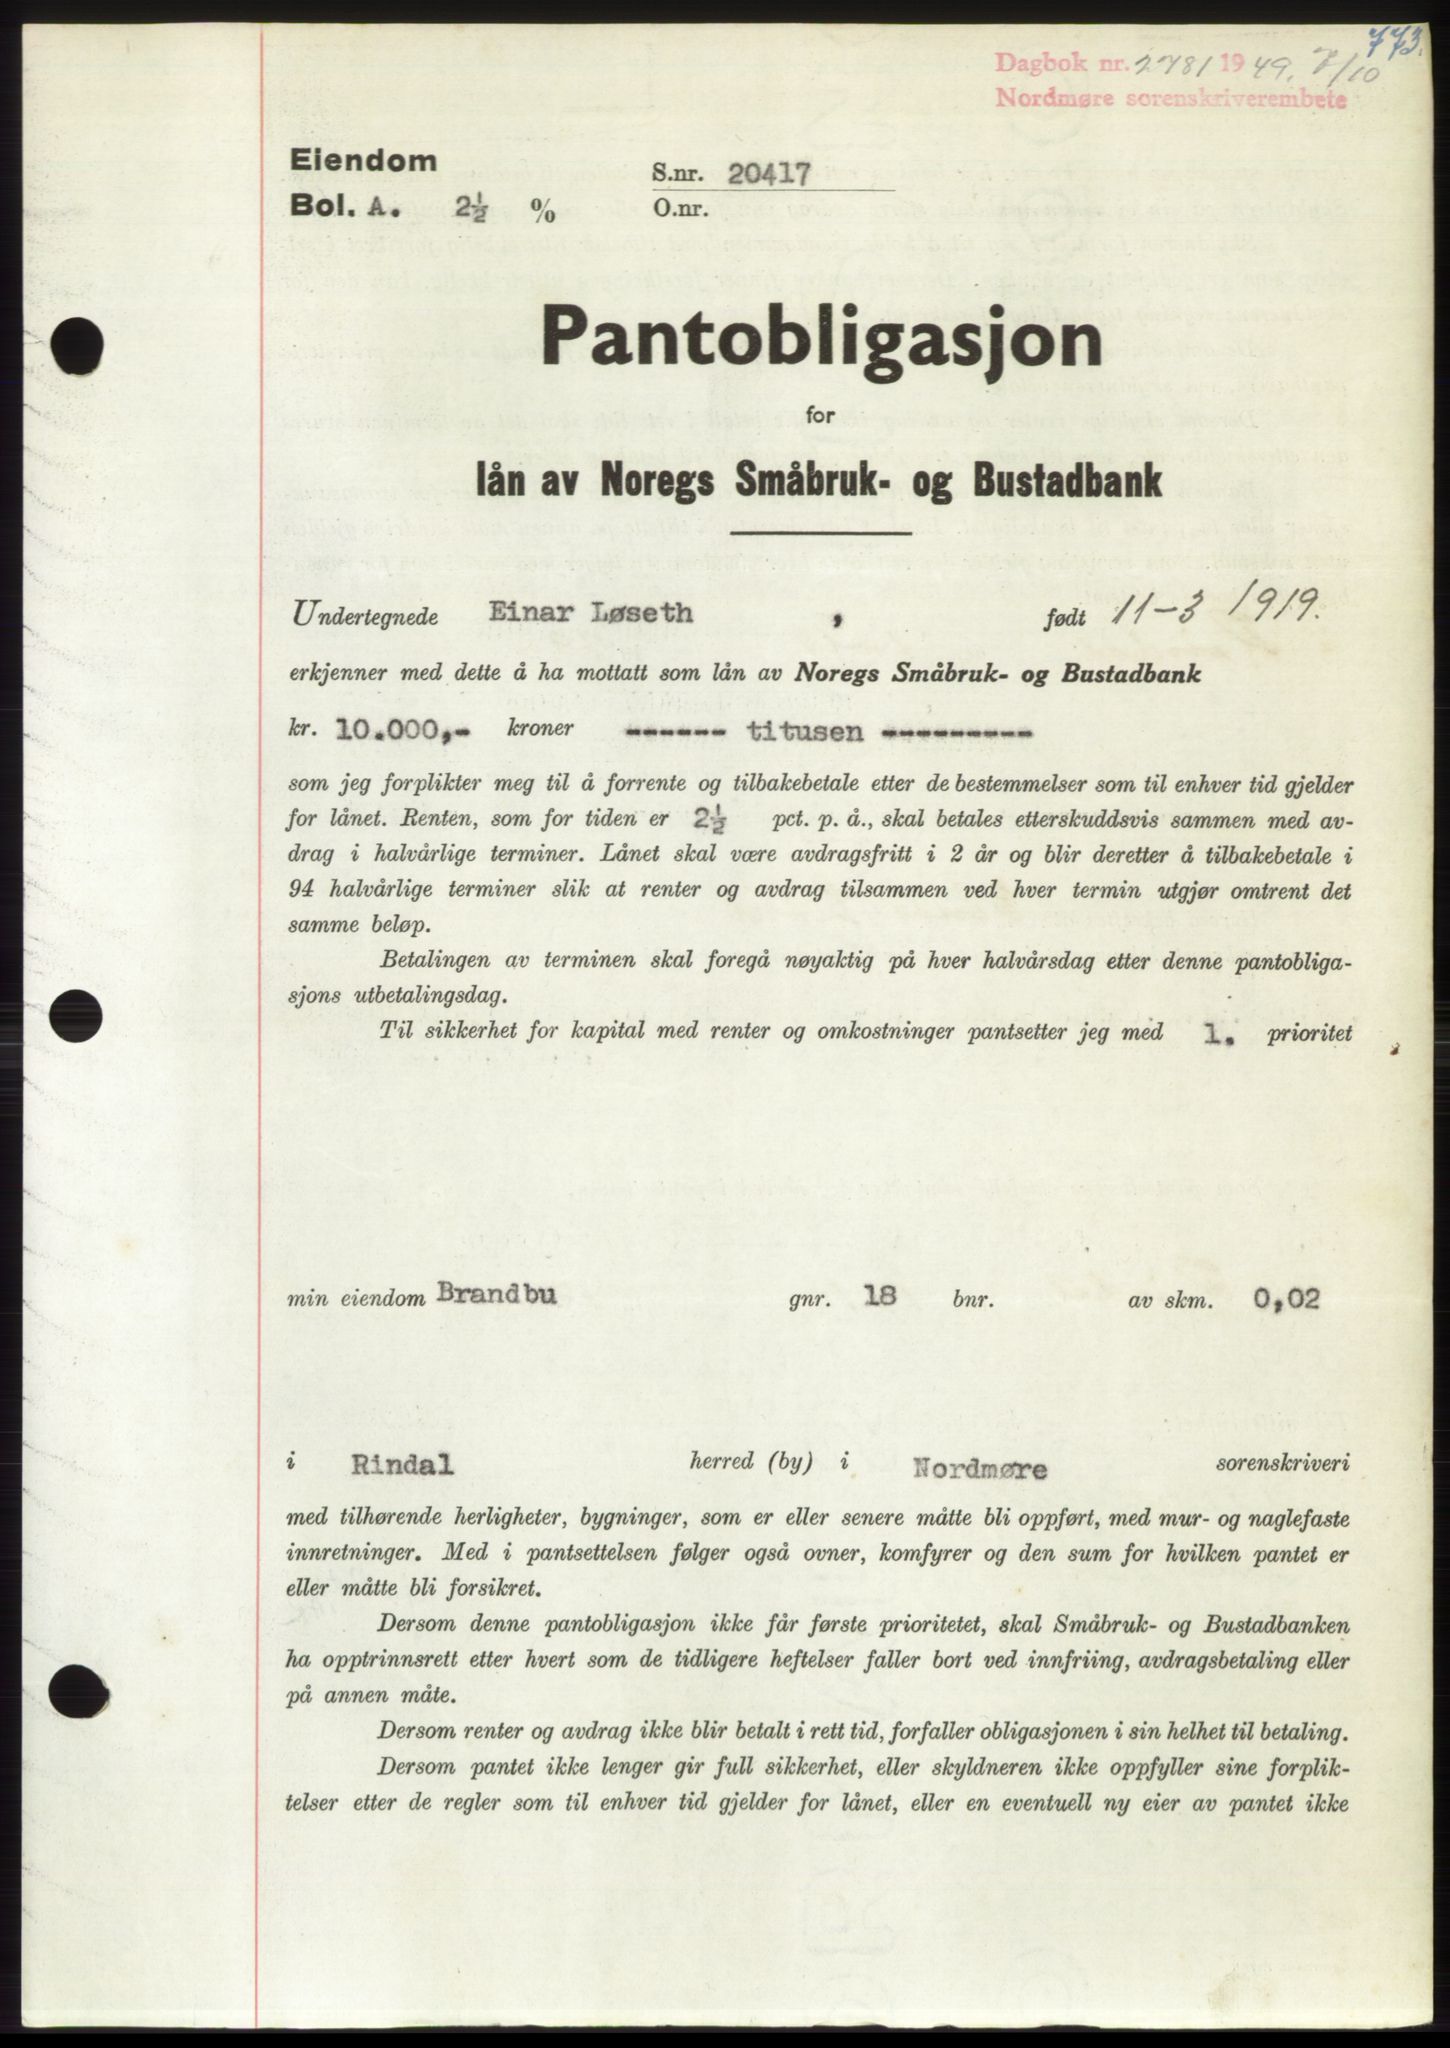 773.
Dagbok nr. 2781 1949. 7/10
Nordmøre sorenskriverembete
Eiendom
S.nr. 20417
Bol. A. 2½ %
O.nr.
Pantobligasjon
for
lån av Noregs Småbruk- og Bustadbank
Undertegnede Einar Løseth , født 11-3 1919.
erkjenner med dette å ha mottatt som lån av Noregs Småbruk- og Bustadbank
kr. 10.000,- kroner ------ titusen ---------
som jeg forplikter meg til å forrente og tilbakebetale etter de bestemmelser som til enhver tid gjelder
for lånet. Renten, som for tiden er 2½ pct. p. å., skal betales etterskuddsvis sammen med av-
drag i halvårlige terminer. Lånet skal være avdragsfritt i 2 år og blir deretter å tilbakebetale i
94 halvårlige terminer slik at renter og avdrag tilsammen ved hver termin utgjør omtrent det
samme beløp.
Betalingen av terminen skal foregå nøyaktig på hver halvårsdag etter denne pantobliga-
sjons utbetalingsdag.
Til sikkerhet for kapital med renter og omkostninger pantsetter jeg med 1. prioritet
min eiendom Brandbu gnr. 18 bnr. av skm. 0,02
i Rindal herred (by) i Nordmøre sorenskriveri
med tilhørende herligheter, bygninger, som er eller senere måtte bli oppført, med mur- og naglefaste
innretninger. Med i pantsettelsen følger også ovner, komfyrer og den sum for hvilken pantet er
eller måtte bli forsikret.
Dersom denne pantobligasjon ikke får første prioritetet, skal Småbruk- og Bustadbanken
ha opptrinnsrett etter hvert som de tidligere heftelser faller bort ved innfriing, avdragsbetaling eller
på annen måte.
Dersom renter og avdrag ikke blir betalt i rett tid, forfaller obligasjonen i sin helhet til betaling.
Dersom pantet ikke lenger gir full sikkerhet, eller skyldneren ikke oppfyller sine forplik-
telser etter de regler som til enhver tid gjelder for lånet, eller en eventuell ny eier av pantet ikke